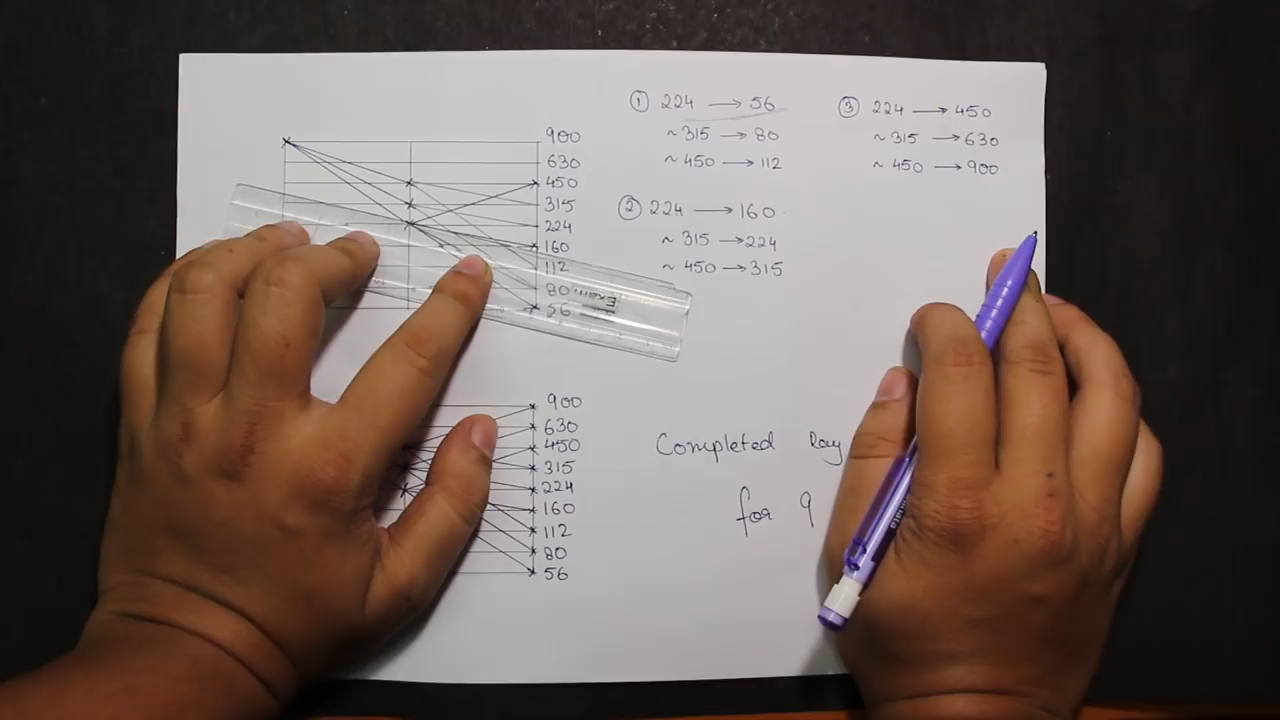 900
630
450
315
224
160
112
80
56
① 224 → 56
~ 315 → 80
~ 450 → 112
② 224 → 160
~ 315 → 224
~ 450 → 315
③ 224 → 450
~ 315 → 630
~ 450 → 900
900
630
450
315
224
160
112
80
56
Completed Ray
for 9